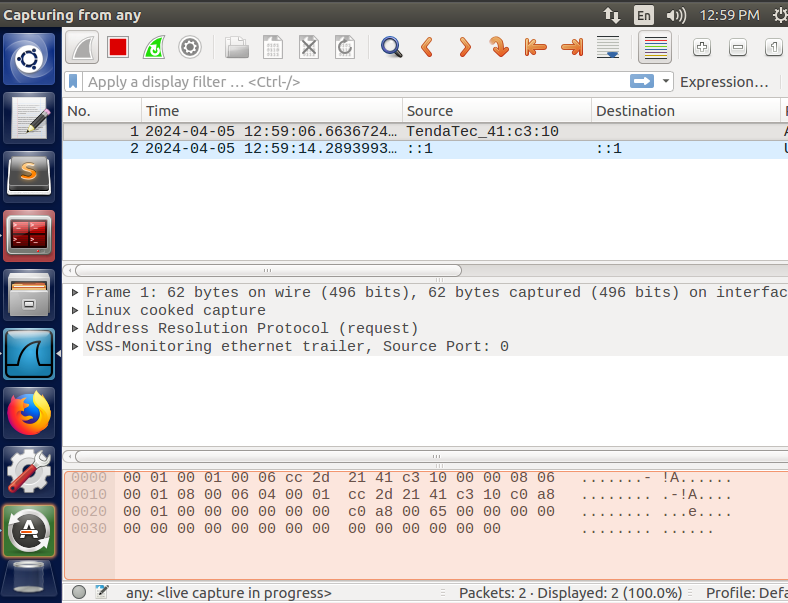 Capturing from any
En
12:59 PM
Apply a display filter … <Ctrl-/>
Expression…
No.
Time
Source
Destination
1 2024-04-05 12:59:06.6636724… TendaTec_41:c3:10
2 2024-04-05 12:59:14.2893993… ::1 ::1
Frame 1: 62 bytes on wire (496 bits), 62 bytes captured (496 bits) on interfac
Linux cooked capture
Address Resolution Protocol (request)
VSS-Monitoring ethernet trailer, Source Port: 0
0000 00 01 00 01 00 06 cc 2d 21 41 c3 10 00 00 08 06 .......- !A......
0010 00 01 08 00 06 04 00 01 cc 2d 21 41 c3 10 c0 a8 ........ .-!A....
0020 00 01 00 00 00 00 00 00 c0 a8 00 65 00 00 00 00 ........ ...e....
0030 00 00 00 00 00 00 00 00 00 00 00 00 00 00 ........ ......
any: <live capture in progress>
Packets: 2 · Displayed: 2 (100.0%)
Profile: Defa